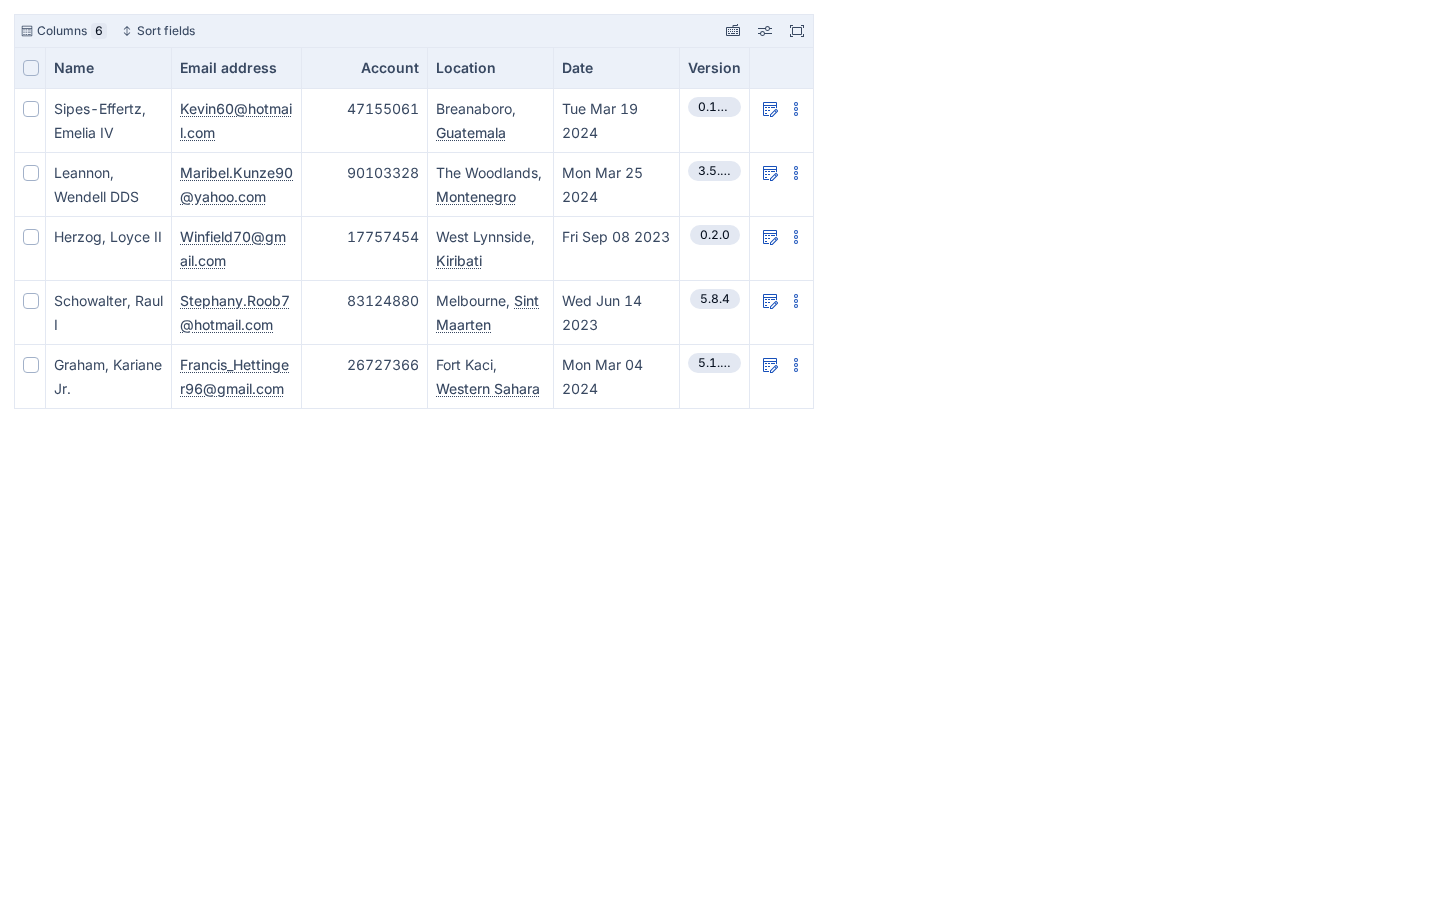 Columns 6 Sort fields
Name Email address Account Location Date Version
Sipes-Effertz, Kevin60@hotmai 47155061 Breanaboro, Tue Mar 19 0.1...
Emelia IV l.com Guatemala 2024
Leannon, Maribel.Kunze90 90103328 The Woodlands, Mon Mar 25 3.5....
Wendell DDS @yahoo.com Montenegro 2024
Herzog, Loyce II Winfield70@gm 17757454 West Lynnside, Fri Sep 08 2023 0.2.0
ail.com Kiribati
Schowalter, Raul Stephany.Roob7 83124880 Melbourne, Sint Wed Jun 14 5.8.4
I @hotmail.com Maarten 2023
Graham, Kariane Francis_Hettinge 26727366 Fort Kaci, Mon Mar 04 5.1....
Jr. r96@gmail.com Western Sahara 2024